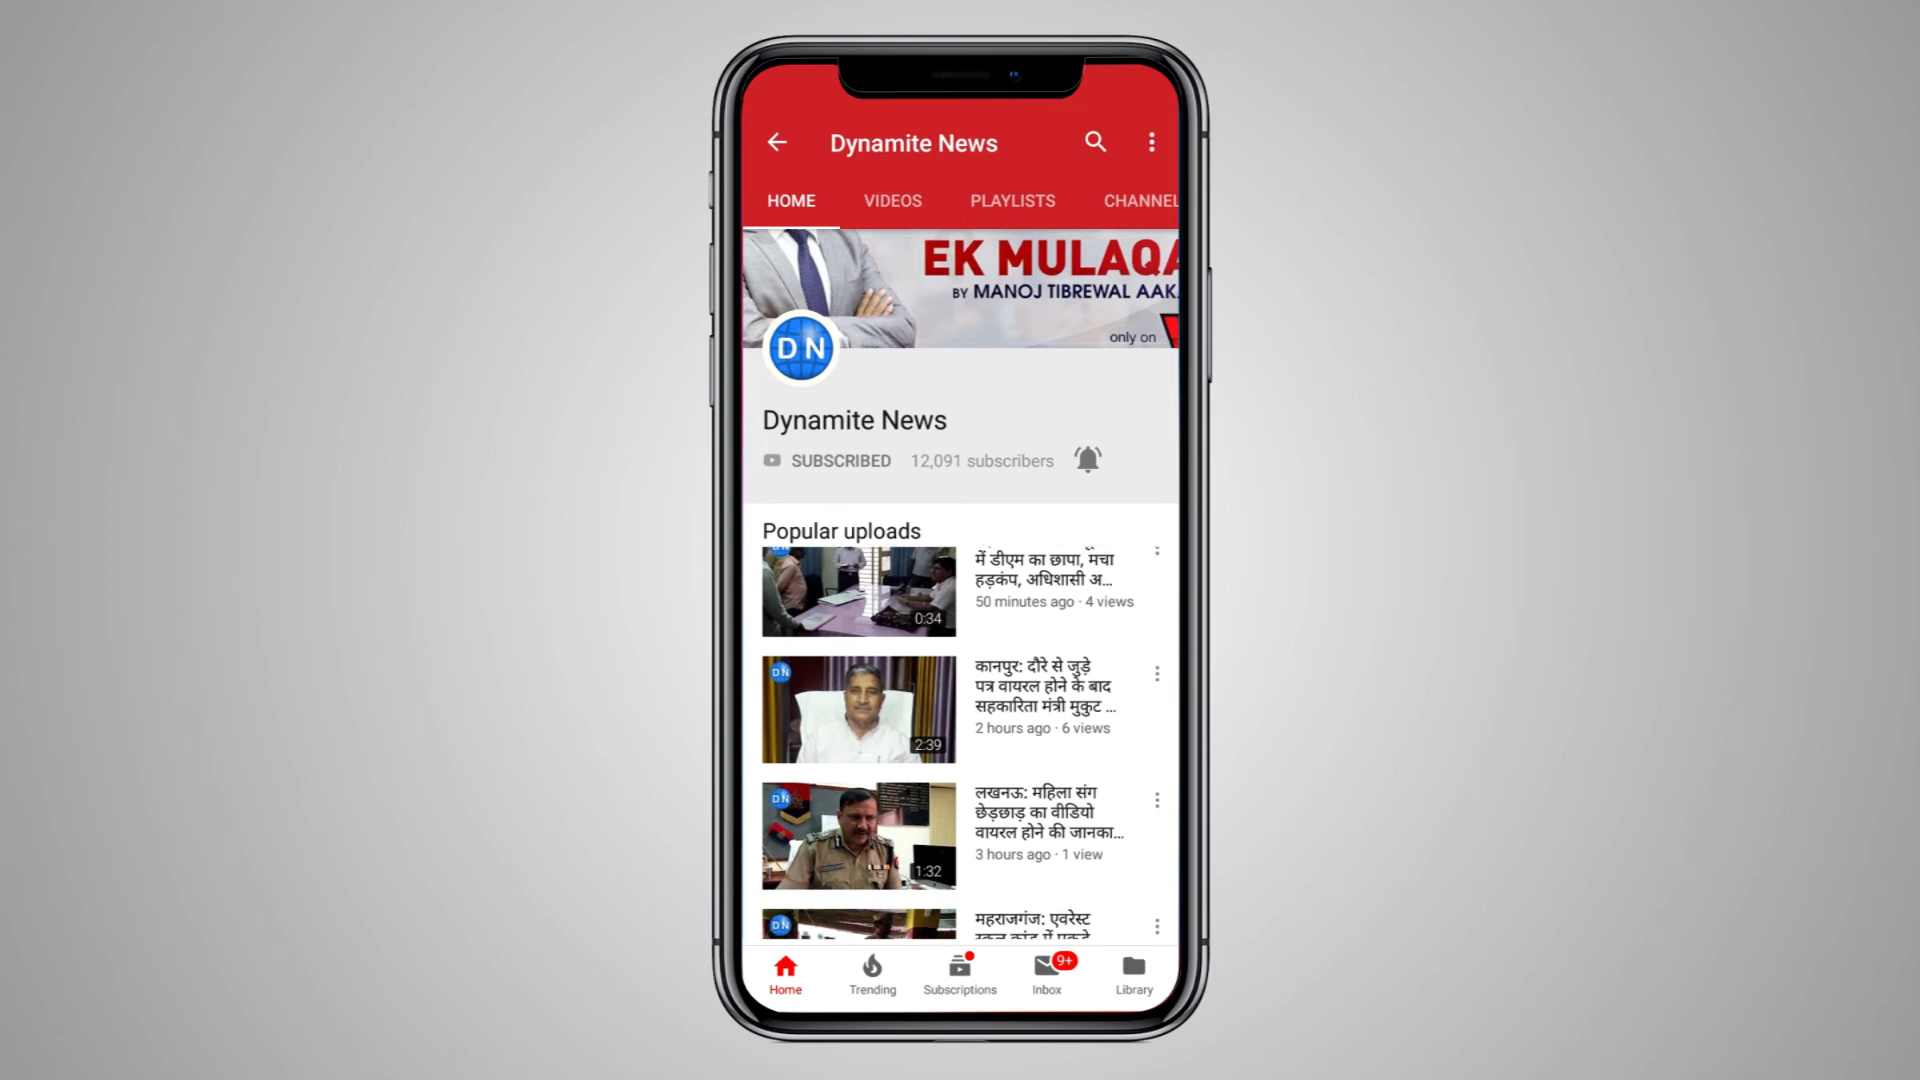 Dynamite News
HOME VIDEOS PLAYLISTS CHANNEL
EK MULAQA
BY MANOJ TIBREWAL AAK
only on
DN
Dynamite News
SUBSCRIBED 12,091 subscribers
Popular uploads
में डीएम का छापा, मचा
हड़कंप, अधिशासी अ...
50 minutes ago · 4 views
0:34
DN
कानपुर: दौरे से जुड़े
पत्र वायरल होने के बाद
सहकारिता मंत्री मुकुट ...
2 hours ago · 6 views
2:39
DN
लखनऊ: महिला संग
छेड़छाड़ का वीडियो
वायरल होने की जानका...
3 hours ago · 1 view
1:32
DN
महराजगंज: एवरेस्ट
9+
Home Trending Subscriptions Inbox Library